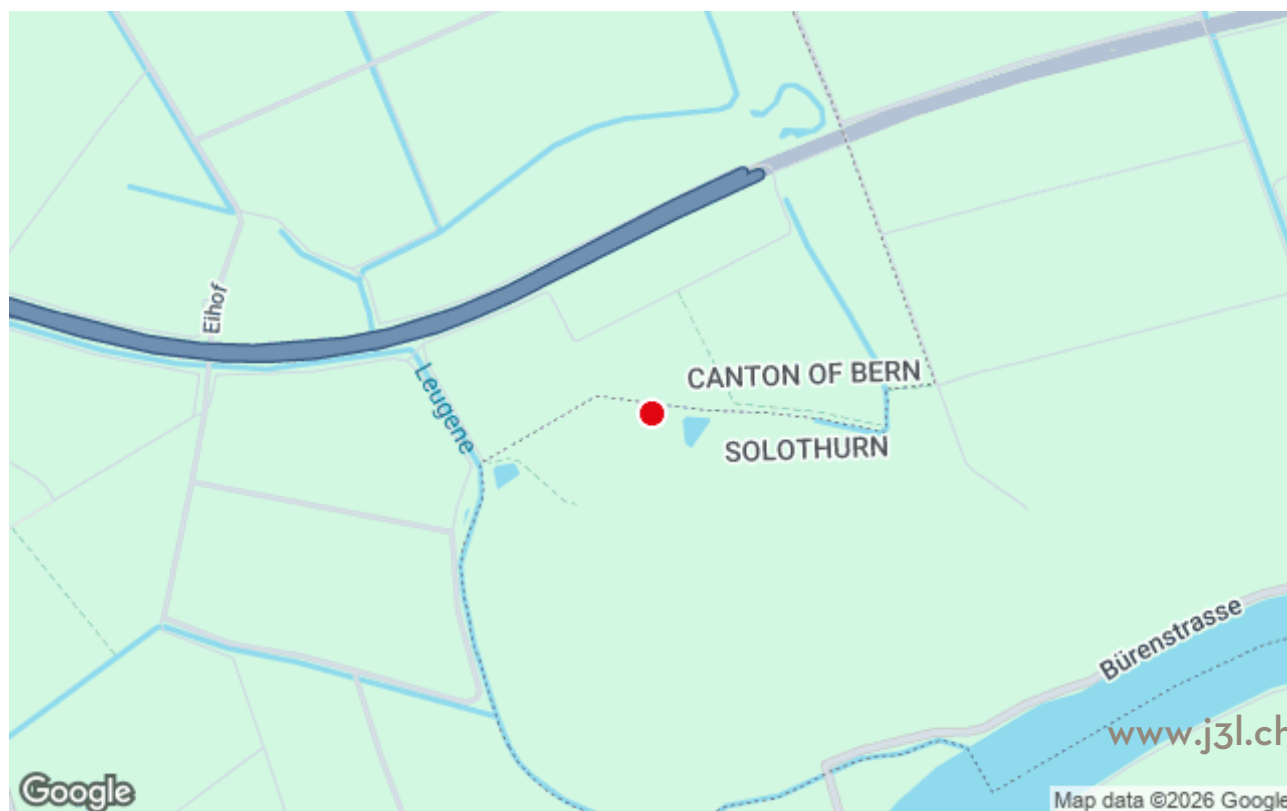 Eihof
Leugene
CANTON OF BERN
SOLOTHURN
Bürenstrasse
www.j3l.ch
Google
Map data ©2026 Google